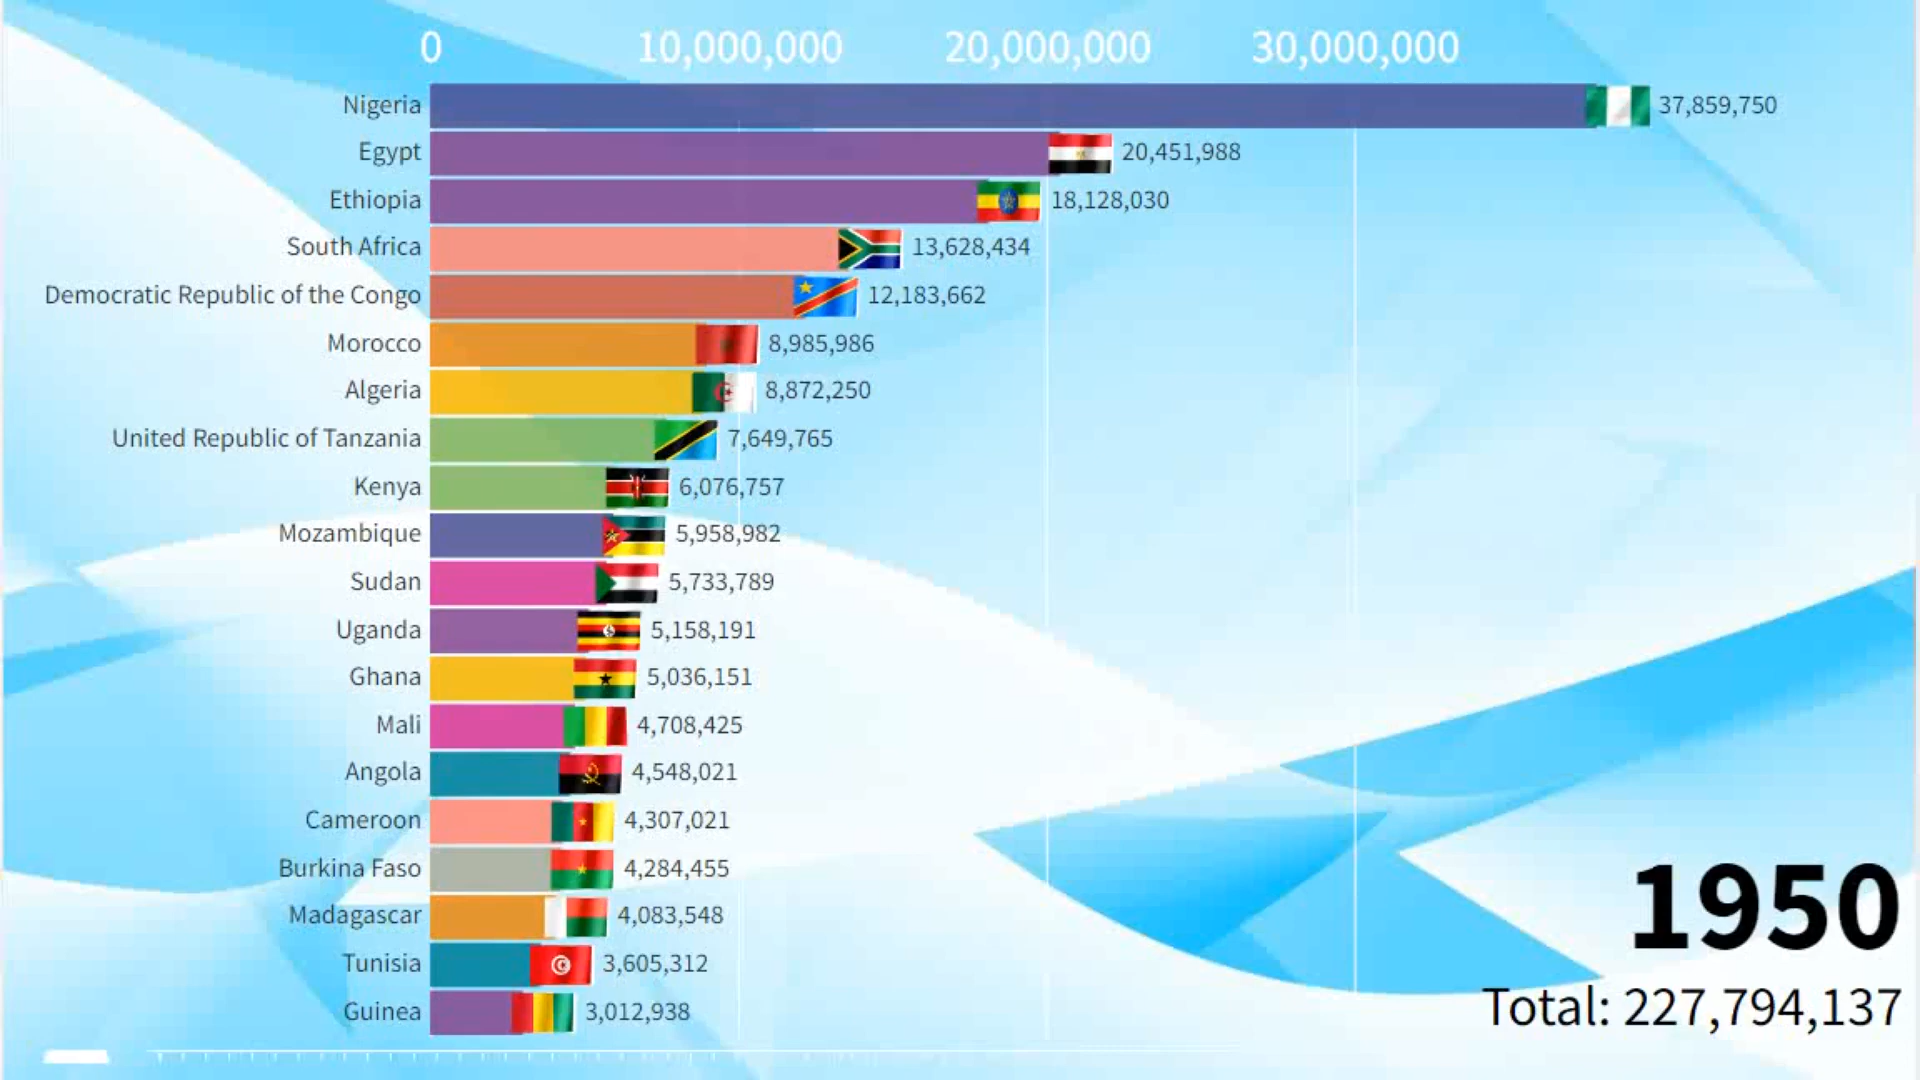 0 10,000,000 20,000,000 30,000,000
Nigeria 37,859,750
Egypt 20,451,988
Ethiopia 18,128,030
South Africa 13,628,434
Democratic Republic of the Congo 12,183,662
Morocco 8,985,986
Algeria 8,872,250
United Republic of Tanzania 7,649,765
Kenya 6,076,757
Mozambique 5,958,982
Sudan 5,733,789
Uganda 5,158,191
Ghana 5,036,151
Mali 4,708,425
Angola 4,548,021
Cameroon 4,307,021
Burkina Faso 4,284,455
Madagascar 4,083,548
Tunisia 3,605,312
Guinea 3,012,938
1950
Total: 227,794,137